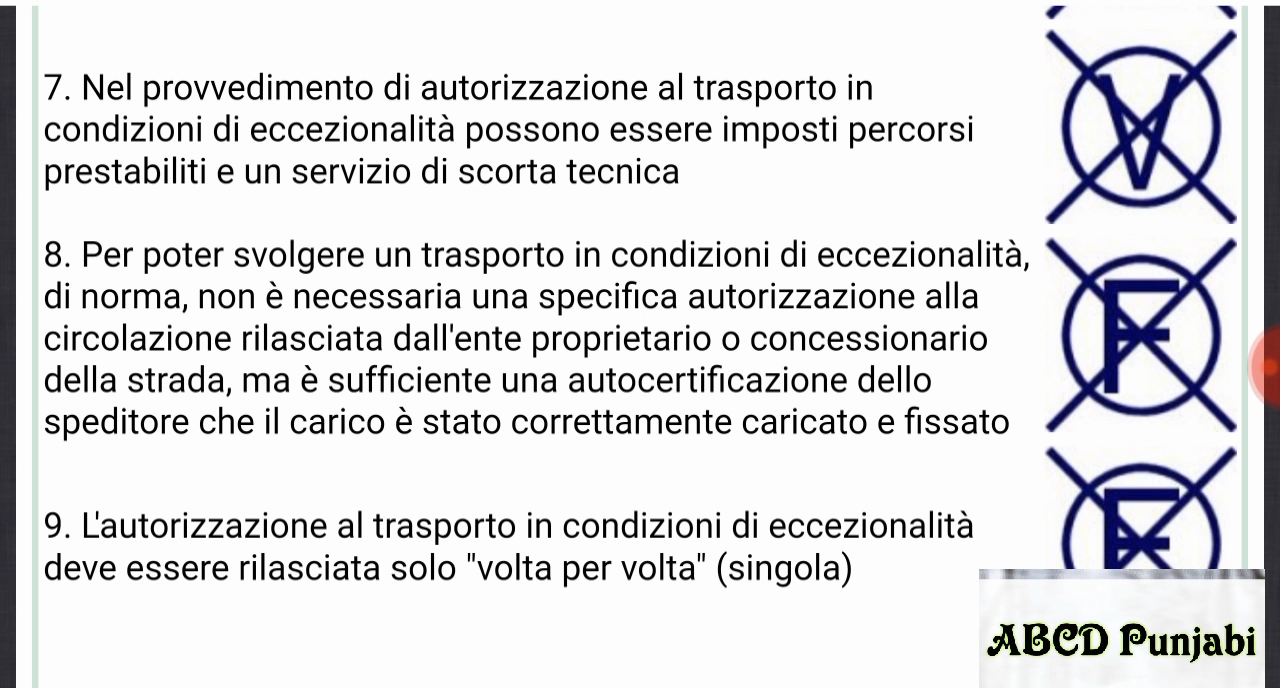 7. Nel provvedimento di autorizzazione al trasporto in
condizioni di eccezionalità possono essere imposti percorsi
prestabiliti e un servizio di scorta tecnica
V
8. Per poter svolgere un trasporto in condizioni di eccezionalità,
di norma, non è necessaria una specifica autorizzazione alla
circolazione rilasciata dall'ente proprietario o concessionario
della strada, ma è sufficiente una autocertificazione dello
speditore che il carico è stato correttamente caricato e fissato
F
9. L'autorizzazione al trasporto in condizioni di eccezionalità
deve essere rilasciata solo "volta per volta" (singola)
F
ABCD Punjabi